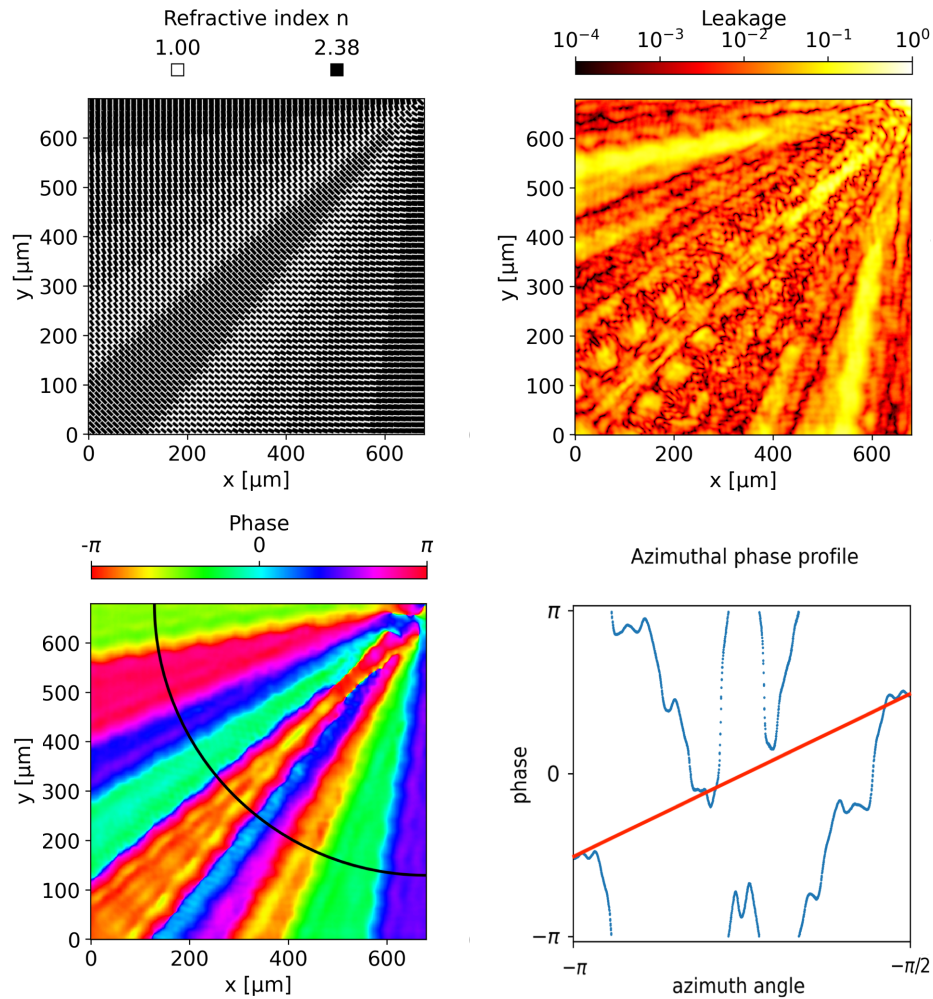 Refractive index n
1.00 2.38
600
500
400
300
200
100
0
y [μm]
0 200 400 600
x [μm]
Leakage
10⁻⁴ 10⁻³ 10⁻² 10⁻¹ 10⁰
600
500
400
300
200
100
0
y [μm]
0 200 400 600
x [μm]
Phase
-π 0 π
600
500
400
300
200
100
0
y [μm]
0 200 400 600
x [μm]
Azimuthal phase profile
π
0
−π
phase
−π −π/2
azimuth angle